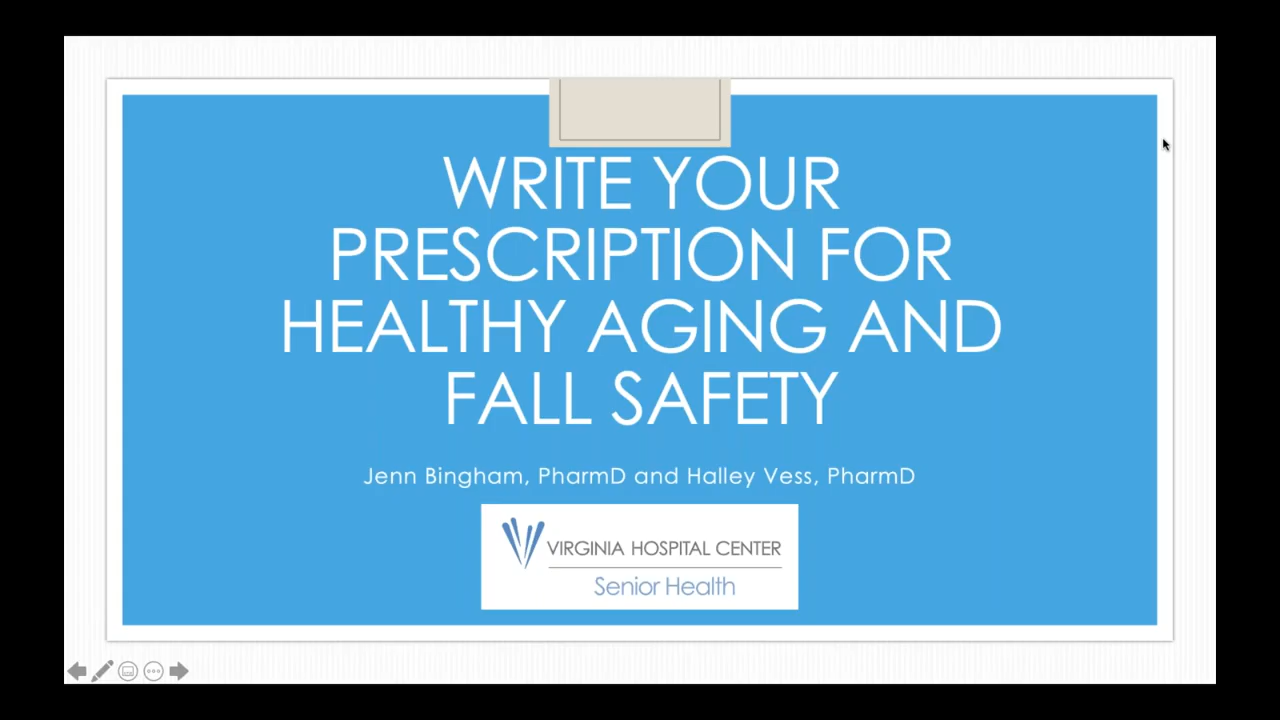 WRITE YOUR
PRESCRIPTION FOR
HEALTHY AGING AND
FALL SAFETY
Jenn Bingham, PharmD and Halley Vess, PharmD
VIRGINIA HOSPITAL CENTER
Senior Health